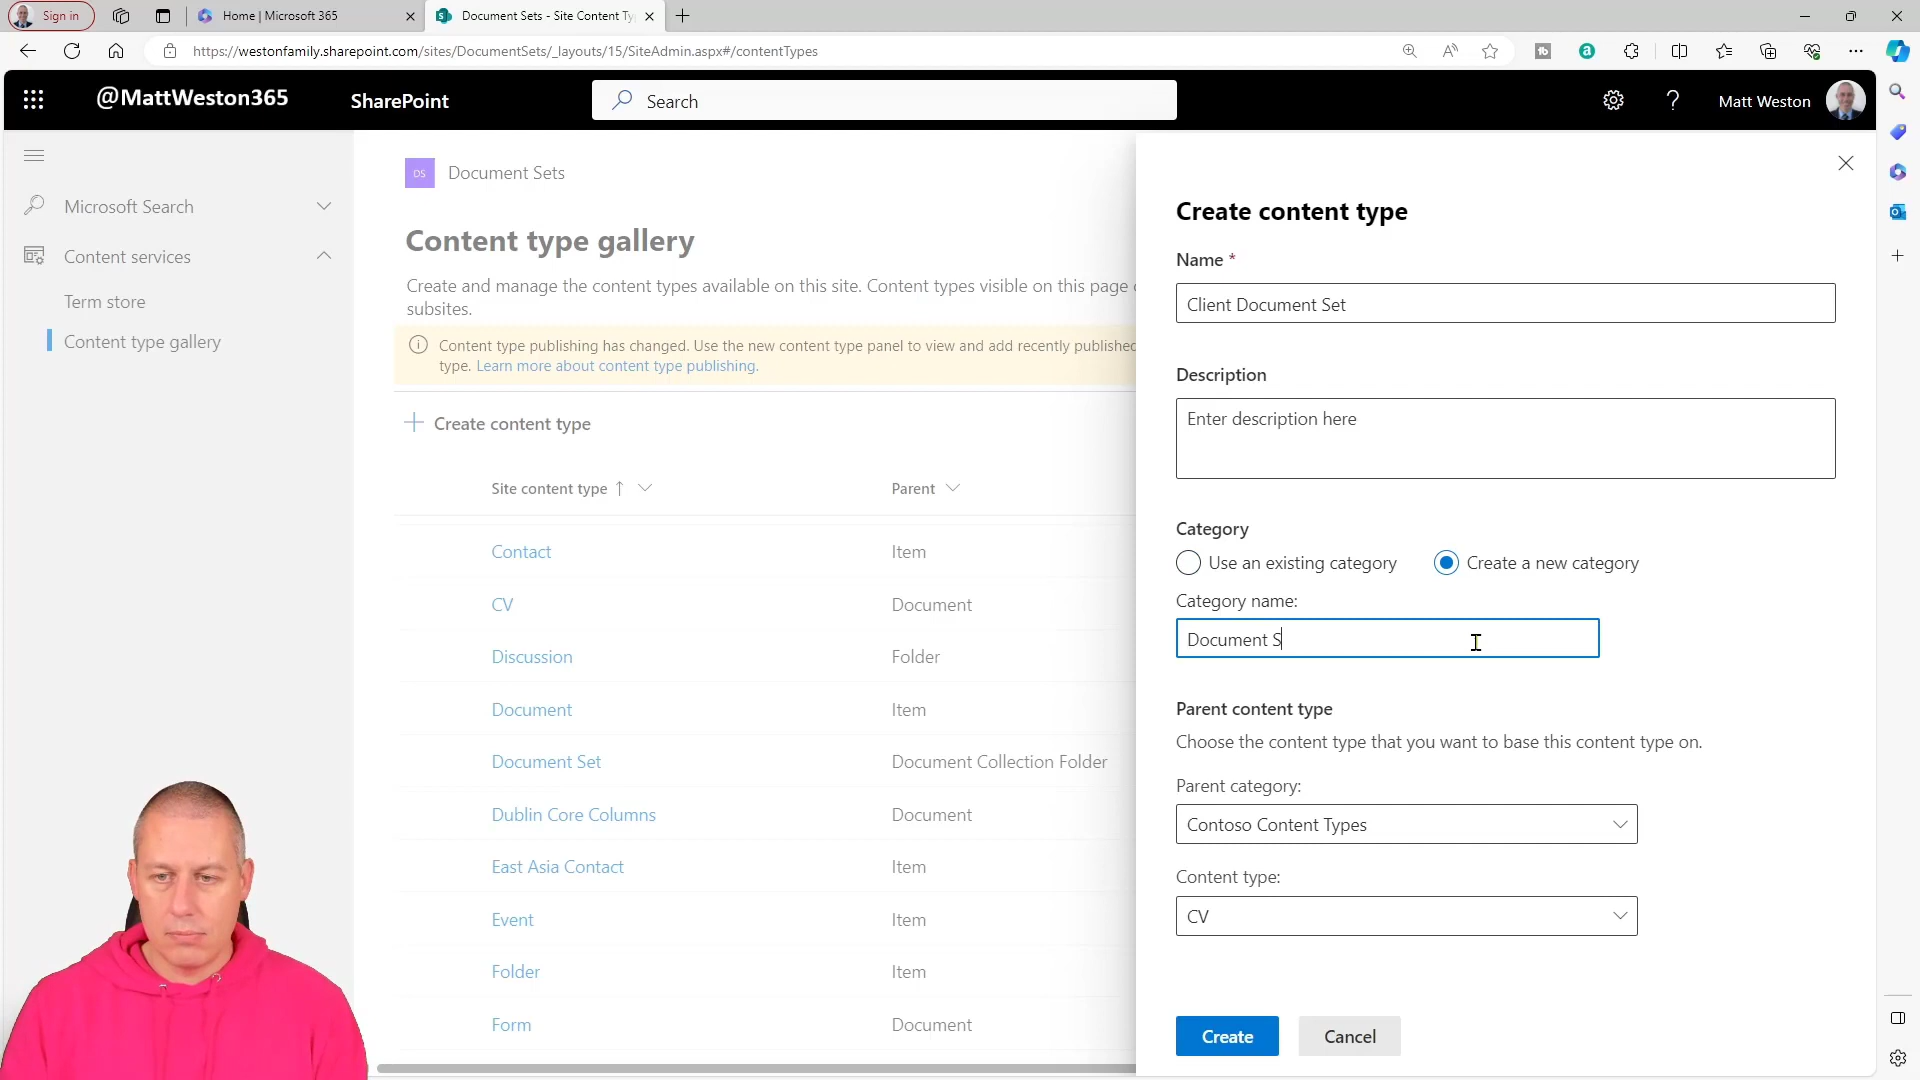 Sign in
Home | Microsoft 365
Document Sets - Site Content Ty
https://westonfamily.sharepoint.com/sites/DocumentSets/_layouts/15/SiteAdmin.aspx#/contentTypes
@MattWeston365
SharePoint
Search
Matt Weston
Microsoft Search
Content services
Term store
Content type gallery
DS
Document Sets
Content type gallery
Create and manage the content types available on this site. Content types visible on this page
subsites.
Content type publishing has changed. Use the new content type panel to view and add recently published
type. Learn more about content type publishing.
Create content type
Site content type
Parent
Contact
Item
CV
Document
Discussion
Folder
Document
Item
Document Set
Document Collection Folder
Dublin Core Columns
Document
East Asia Contact
Item
Event
Item
Folder
Item
Form
Document
Create content type
Name *
Client Document Set
Description
Enter description here
Category
Use an existing category
Create a new category
Category name:
Document S
Parent content type
Choose the content type that you want to base this content type on.
Parent category:
Contoso Content Types
Content type:
CV
Create
Cancel